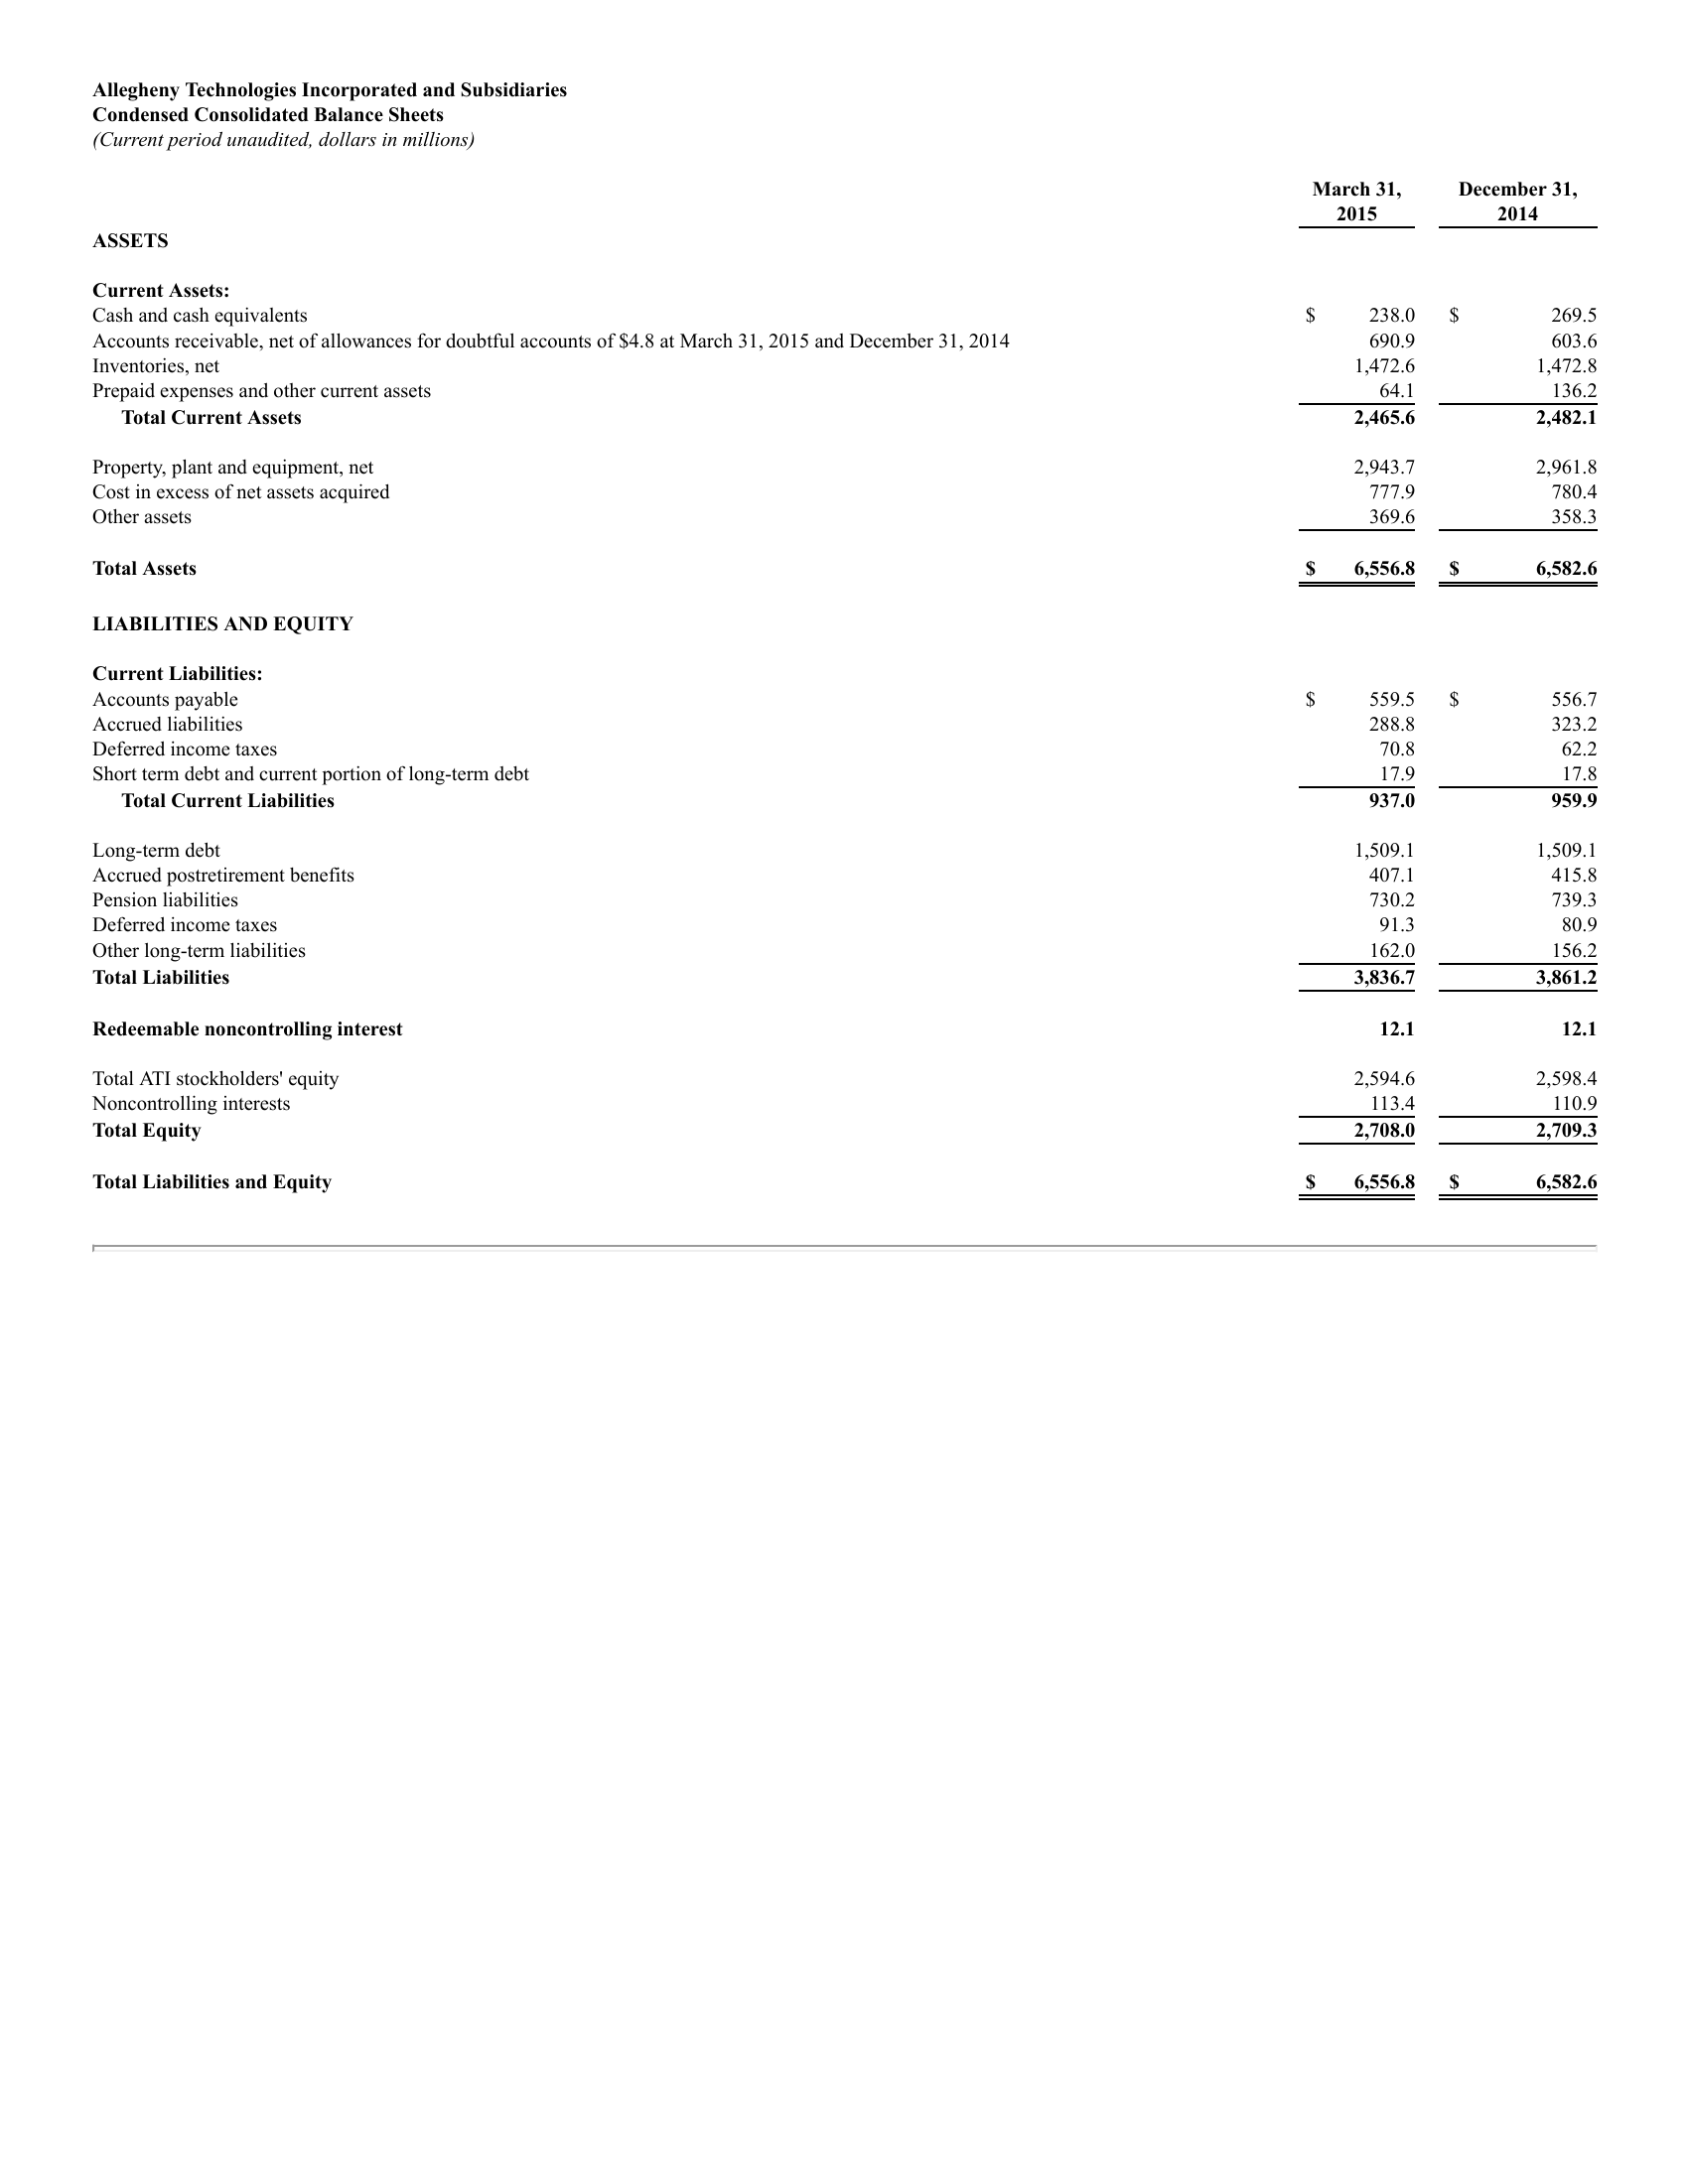 Allegheny Technologies Incorporated and Subsidiaries
Condensed Consolidated Balance Sheets
(Current period unaudited, dollars in millions)
March 31, 2015 December 31, 2014
ASSETS
Current Assets:
Cash and cash equivalents $ 238.0 $ 269.5
Accounts receivable, net of allowances for doubtful accounts of $4.8 at March 31, 2015 and December 31, 2014 690.9 603.6
Inventories, net 1,472.6 1,472.8
Prepaid expenses and other current assets 64.1 136.2
Total Current Assets 2,465.6 2,482.1
Property, plant and equipment, net 2,943.7 2,961.8
Cost in excess of net assets acquired 777.9 780.4
Other assets 369.6 358.3
Total Assets $ 6,556.8 $ 6,582.6
LIABILITIES AND EQUITY
Current Liabilities:
Accounts payable $ 559.5 $ 556.7
Accrued liabilities 288.8 323.2
Deferred income taxes 70.8 62.2
Short term debt and current portion of long-term debt 17.9 17.8
Total Current Liabilities 937.0 959.9
Long-term debt 1,509.1 1,509.1
Accrued postretirement benefits 407.1 415.8
Pension liabilities 730.2 739.3
Deferred income taxes 91.3 80.9
Other long-term liabilities 162.0 156.2
Total Liabilities 3,836.7 3,861.2
Redeemable noncontrolling interest 12.1 12.1
Total ATI stockholders' equity 2,594.6 2,598.4
Noncontrolling interests 113.4 110.9
Total Equity 2,708.0 2,709.3
Total Liabilities and Equity $ 6,556.8 $ 6,582.6